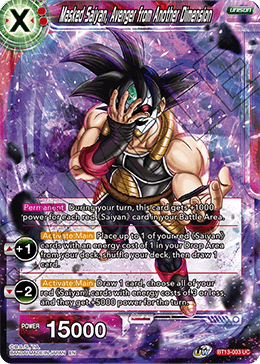 Masked Saiyan, Avenger from Another Dimension
UNISON
X
Permanent During your turn, this card gets +1000
power for each red 《Saiyan》 card in your Battle Area.
+1
Activate:Main Place up to 1 of your red 《Saiyan》
cards with an energy cost of 1 in your Drop Area
from your deck, shuffle your deck, then draw 1
card.
-2
Activate:Main Draw 1 card, choose all of your
red 《Saiyan》 cards with energy costs of 3 or less
and they get +5000 power for the turn.
POWER 15000
BT13-003 UC